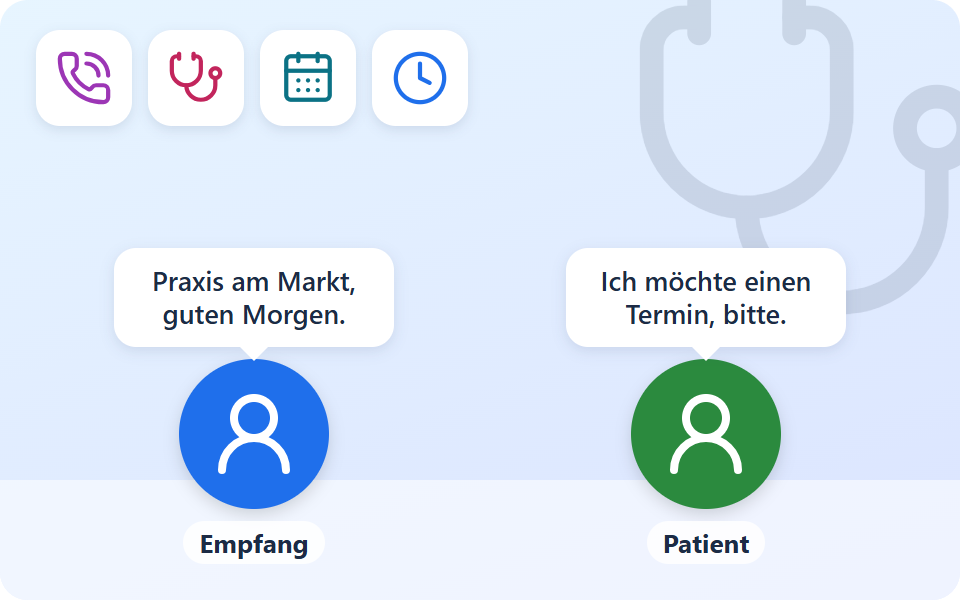 Praxis am Markt,
guten Morgen.
Ich möchte einen
Termin, bitte.
Empfang
Patient